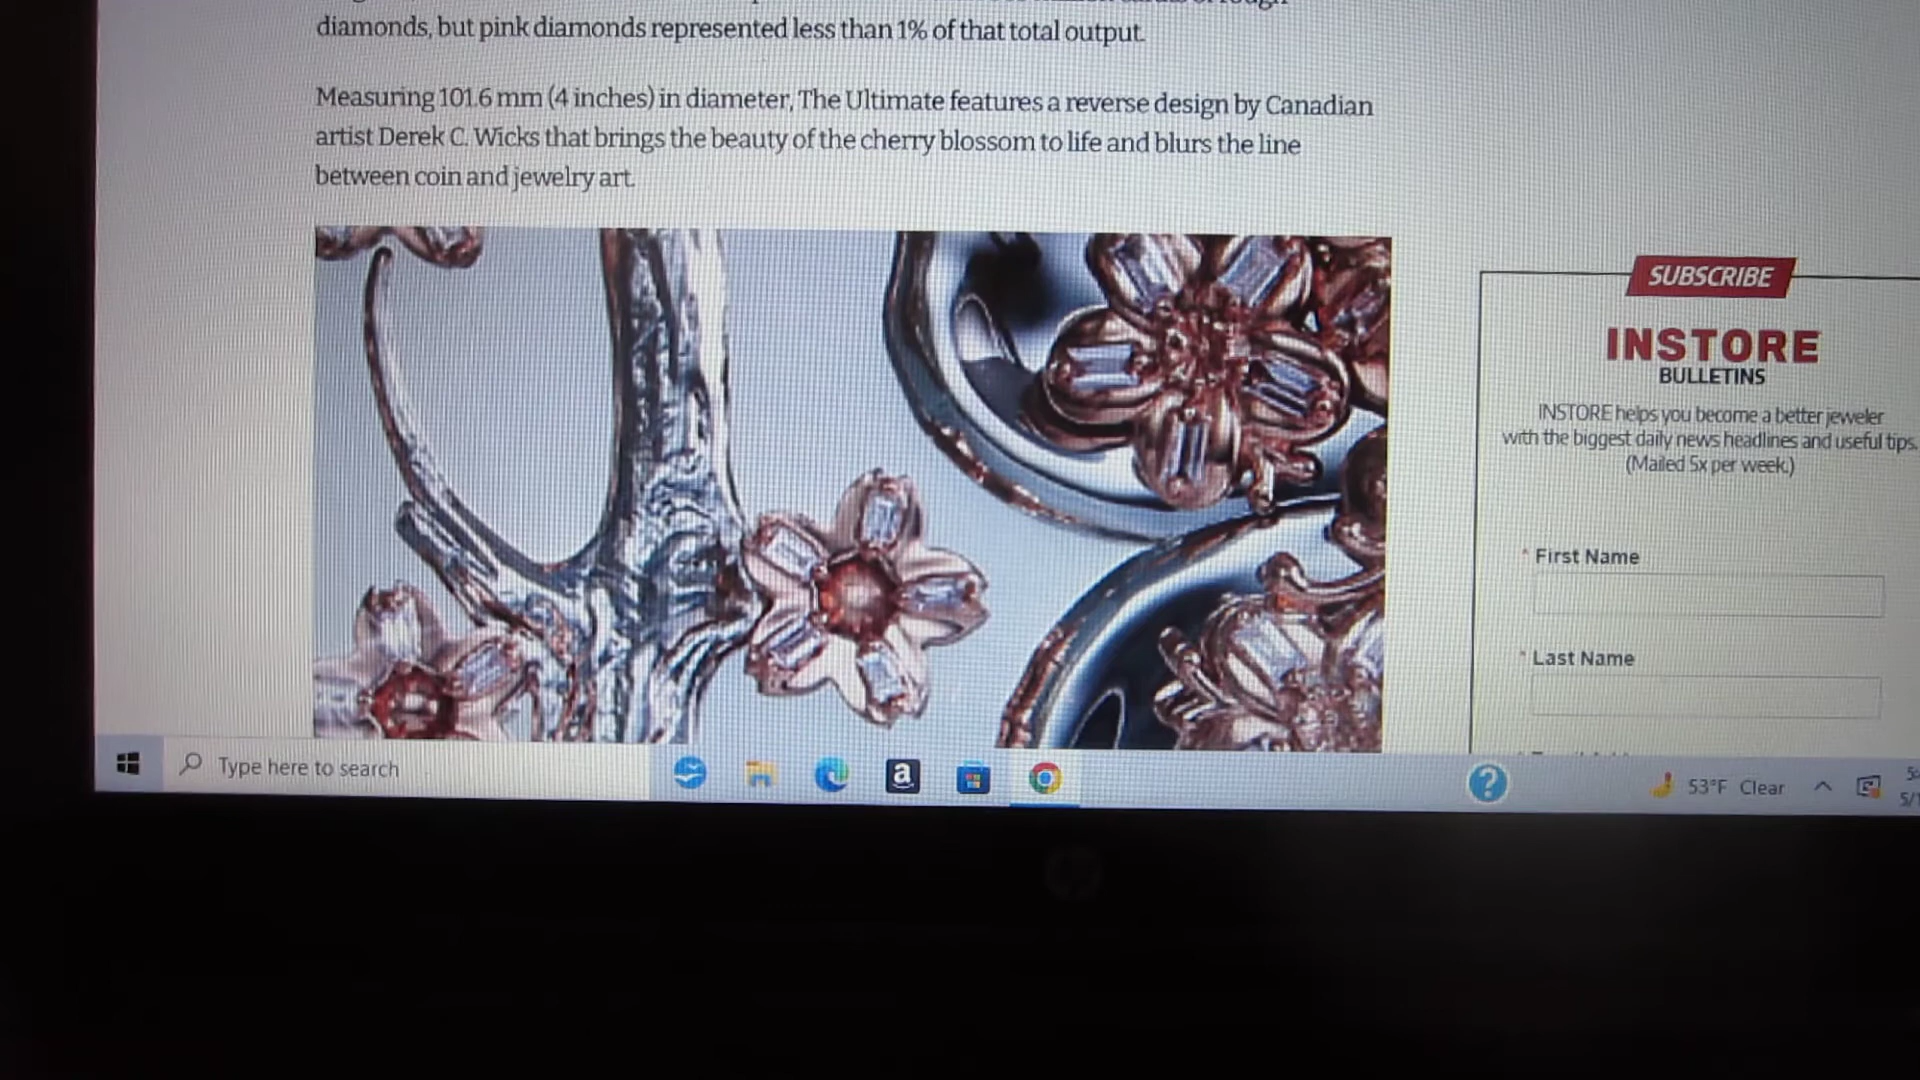 diamonds, but pink diamonds represented less than 1% of that total output.
Measuring 101.6 mm (4 inches) in diameter, The Ultimate features a reverse design by Canadian
artist Derek C. Wicks that brings the beauty of the cherry blossom to life and blurs the line
between coin and jewelry art.
SUBSCRIBE
INSTORE
BULLETINS
INSTORE helps you become a better jeweler
with the biggest daily news headlines and useful tips.
(Mailed 5x per week.)
* First Name
* Last Name
Type here to search
a
?
53°F Clear